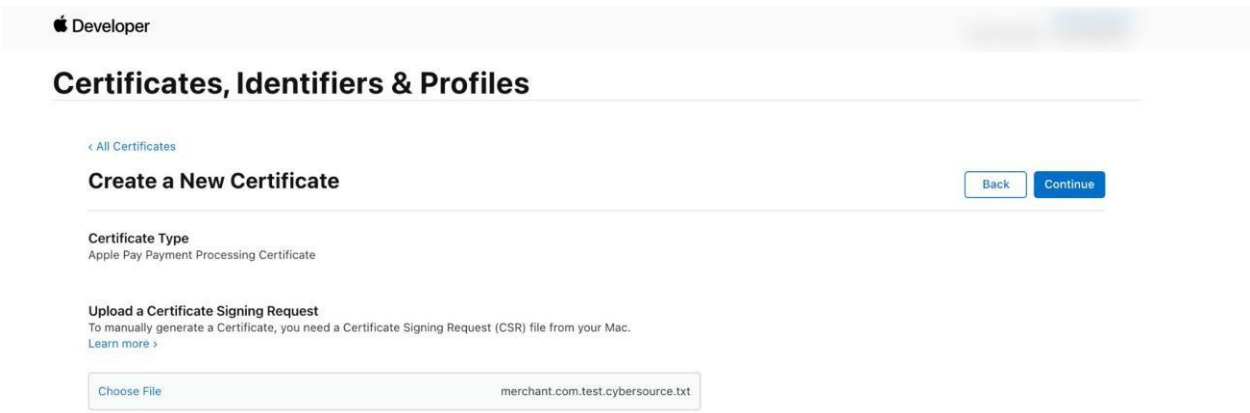 Developer
Certificates, Identifiers & Profiles
< All Certificates
Create a New Certificate
Back
Continue
Certificate Type
Apple Pay Payment Processing Certificate
Upload a Certificate Signing Request
To manually generate a Certificate, you need a Certificate Signing Request (CSR) file from your Mac.
Learn more >
Choose File
merchant.com.test.cybersource.txt